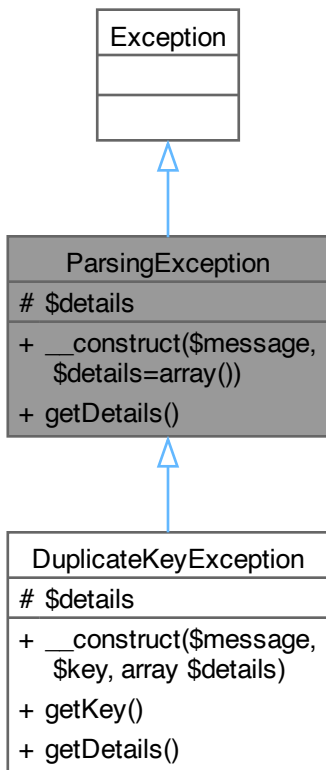 Exception
ParsingException
# $details
+ __construct($message,
$details=array())
+ getDetails()
DuplicateKeyException
# $details
+ __construct($message,
$key, array $details)
+ getKey()
+ getDetails()